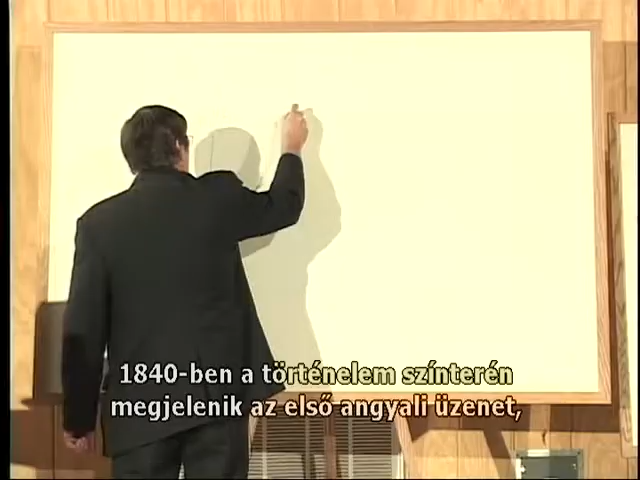 1840-ben a történelem színterén
megjelenik az első angyali üzenet,